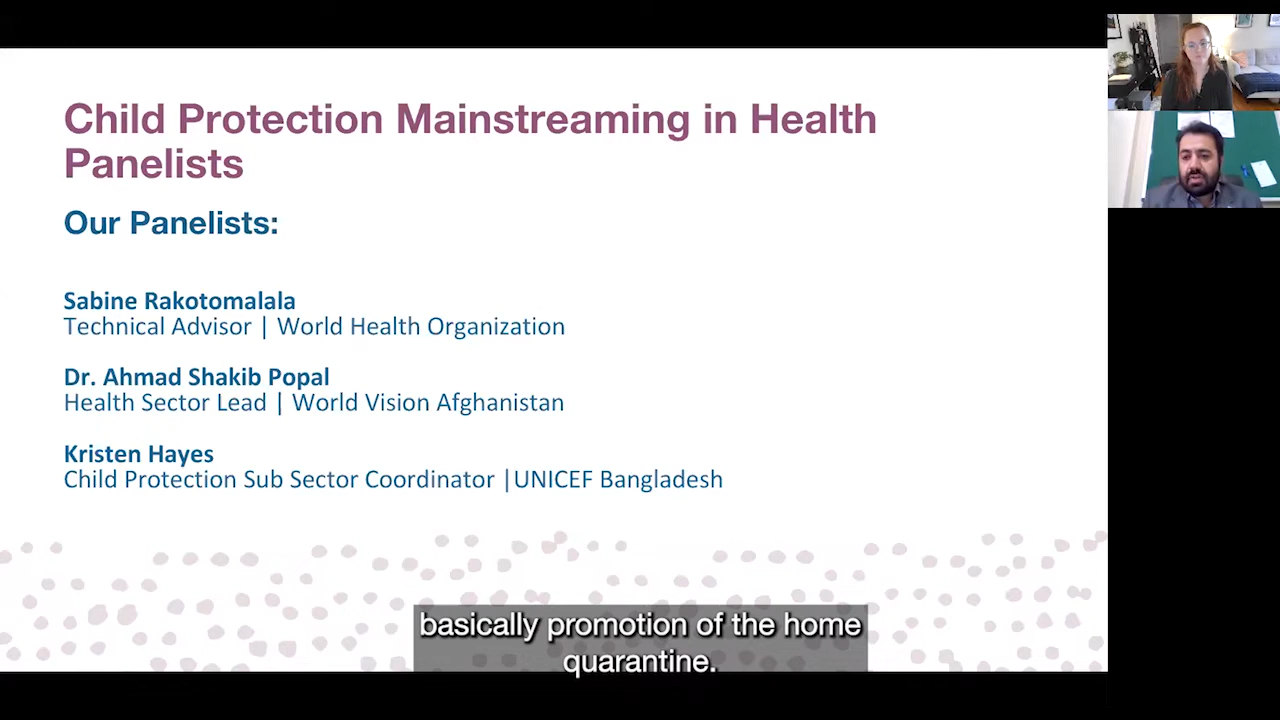 Child Protection Mainstreaming in Health
Panelists
Our Panelists:
Sabine Rakotomalala
Technical Advisor | World Health Organization
Dr. Ahmad Shakib Popal
Health Sector Lead | World Vision Afghanistan
Kristen Hayes
Child Protection Sub Sector Coordinator |UNICEF Bangladesh
basically promotion of the home
quarantine.